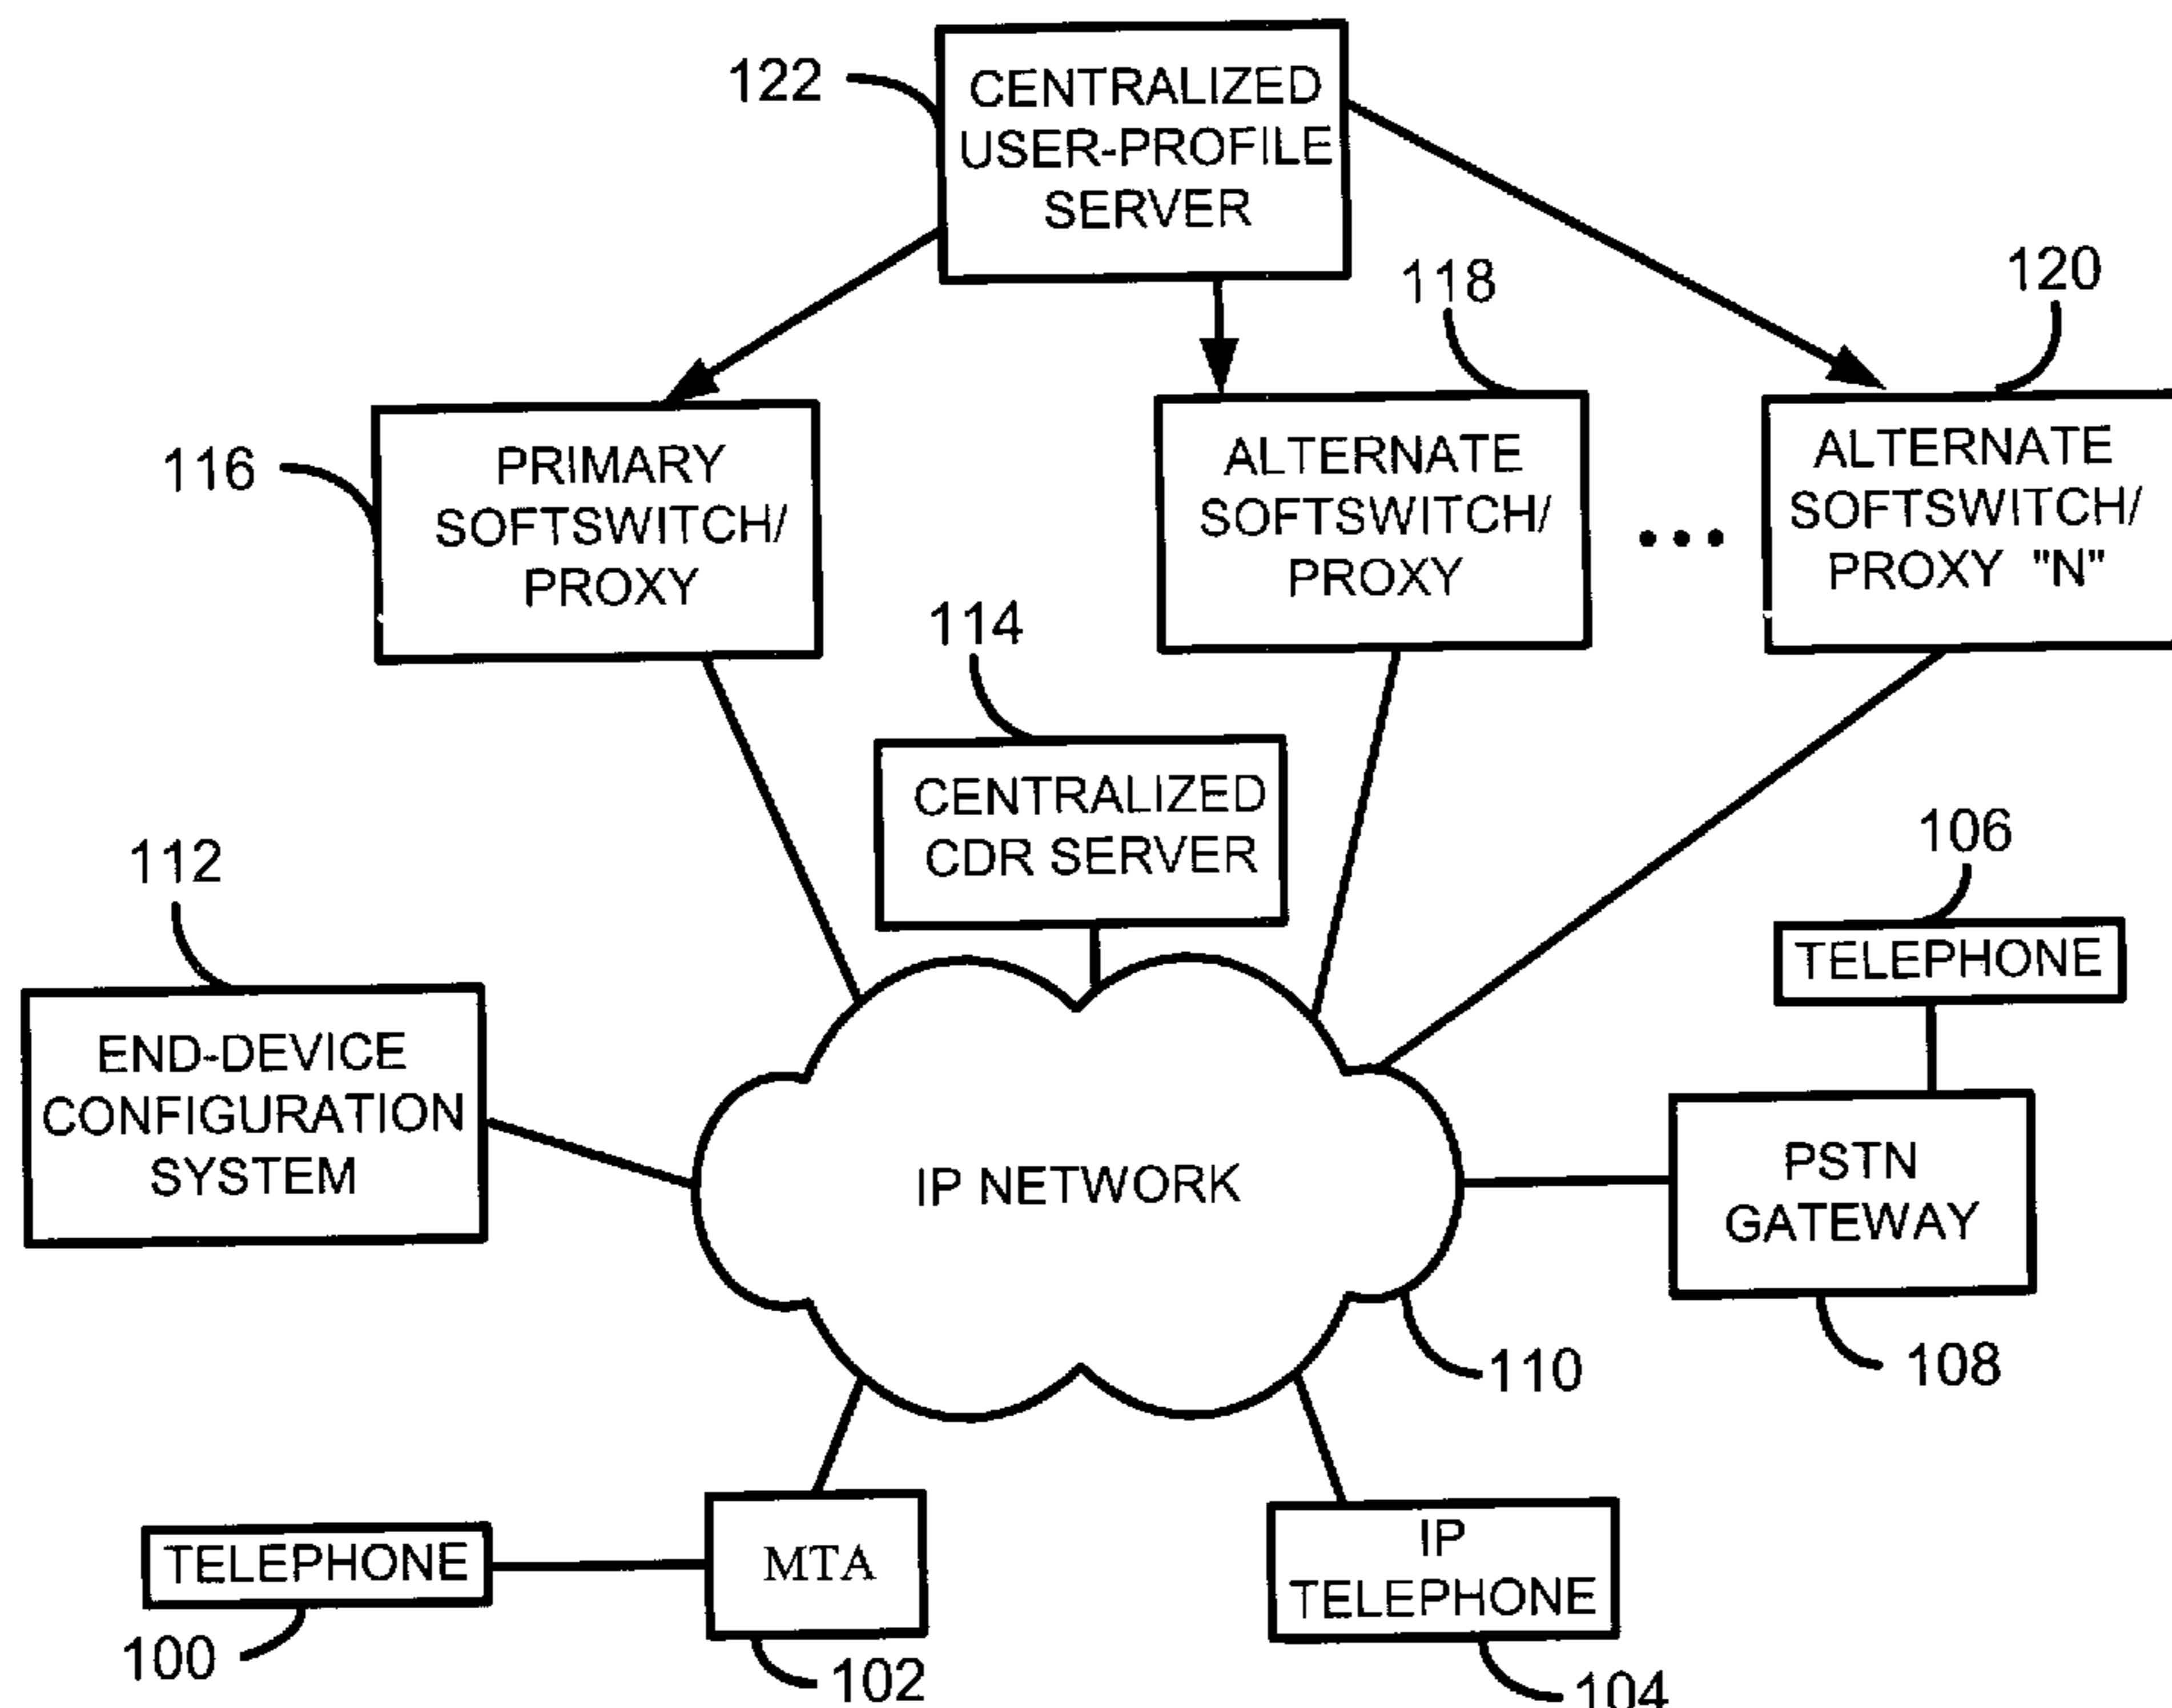 122
CENTRALIZED
USER-PROFILE
SERVER
118
120
116
PRIMARY
SOFTSWITCH/
PROXY
ALTERNATE
SOFTSWITCH/
PROXY
...
ALTERNATE
SOFTSWITCH/
PROXY "N"
114
CENTRALIZED
CDR SERVER
106
TELEPHONE
112
END-DEVICE
CONFIGURATION
SYSTEM
IP NETWORK
PSTN
GATEWAY
110
108
TELEPHONE
100
MTA
102
IP
TELEPHONE
104